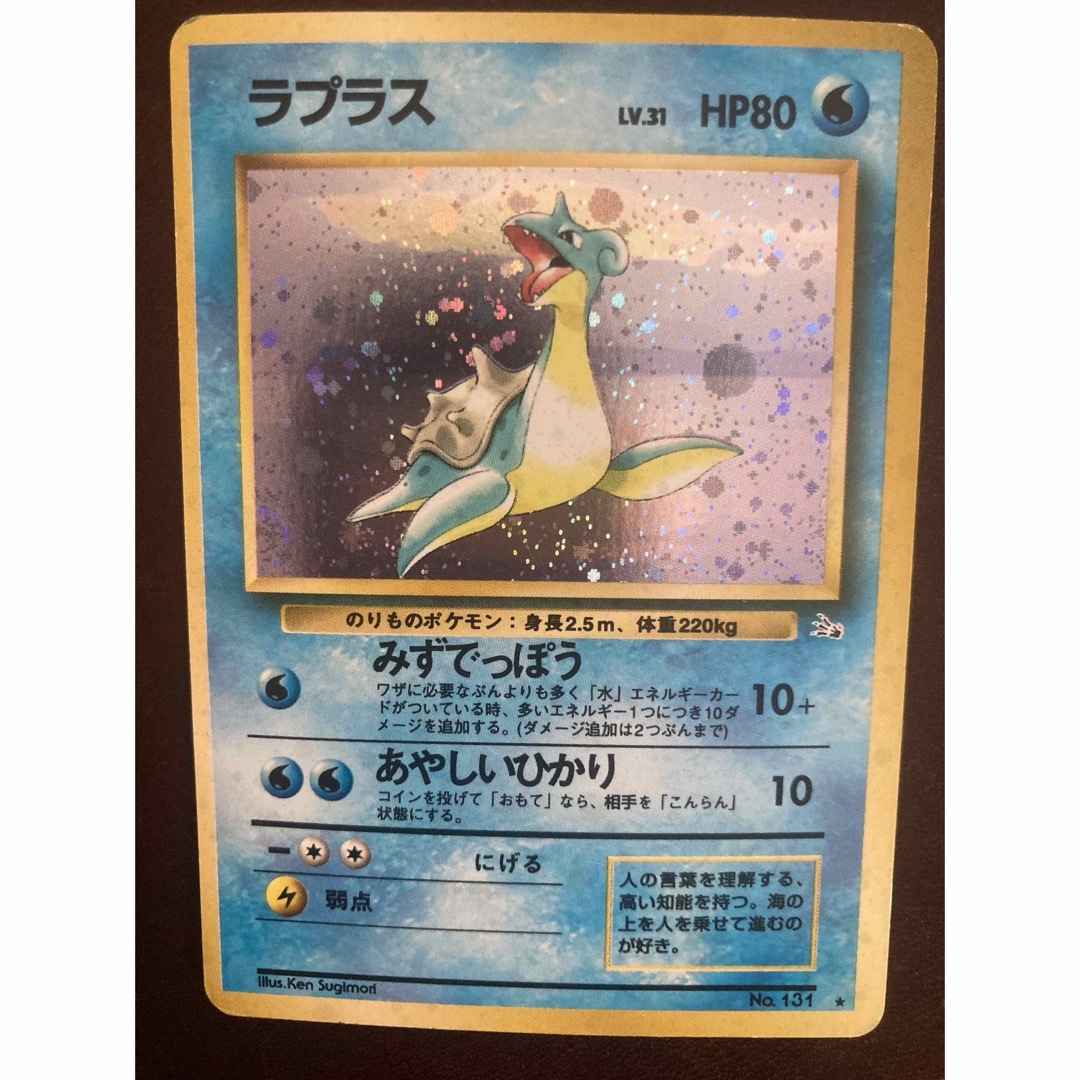 ラプラス
LV.31 HP80
のりものポケモン：身長2.5m、体重220kg
みずでっぽう
ワザに必要なぶんよりも多く「水」エネルギーカー
ドがついている時、多いエネルギー1つにつき10ダ
メージを追加する。(ダメージ追加は2つぶんまで)
10+
あやしいひかり
コインを投げて「おもて」なら、相手を「こんらん」
状態にする。
10
にげる
弱点
人の言葉を理解する、
高い知能を持つ。海の
上を人を乗せて進むの
が好き。
Illus.Ken Sugimori
No. 131 ★